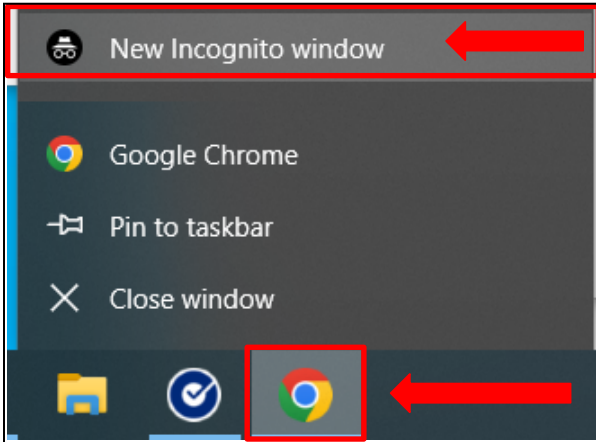 New Incognito window
Google Chrome
Pin to taskbar
Close window